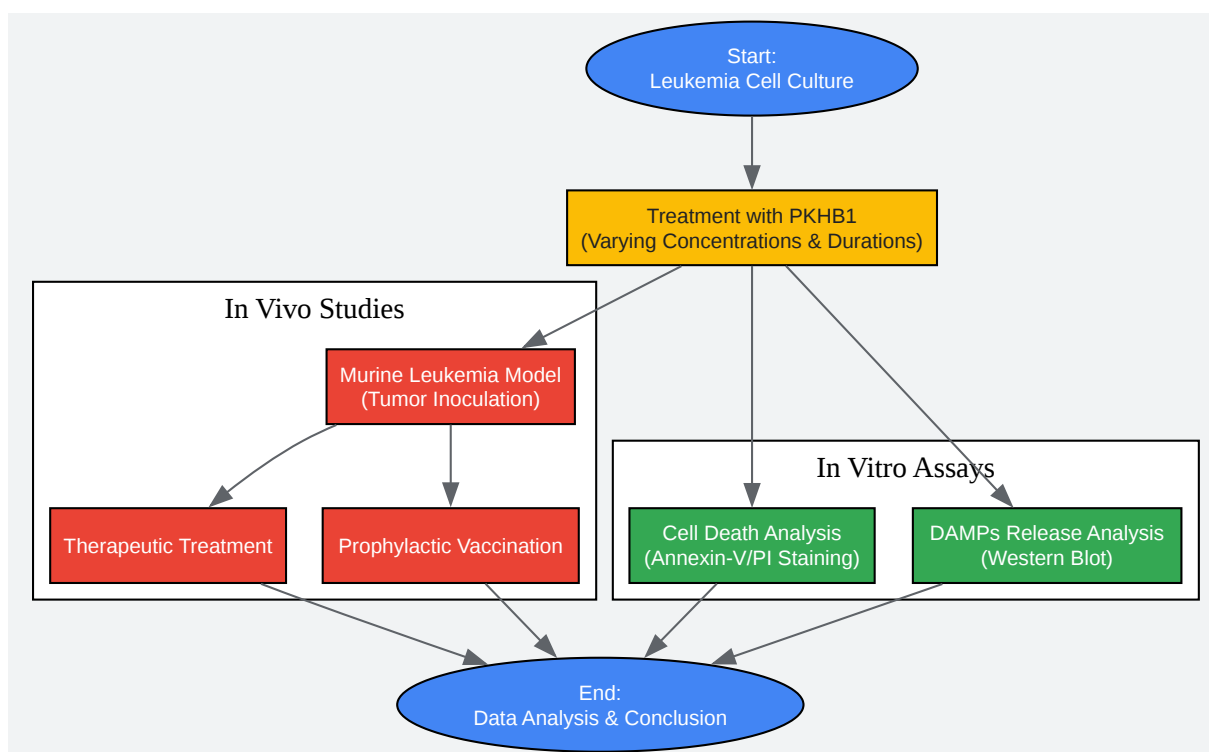 Start:
Leukemia Cell Culture
Treatment with PKHB1
(Varying Concentrations & Durations)
In Vivo Studies
Murine Leukemia Model
(Tumor Inoculation)
Therapeutic Treatment
Prophylactic Vaccination
In Vitro Assays
Cell Death Analysis
(Annexin-V/PI Staining)
DAMPs Release Analysis
(Western Blot)
End:
Data Analysis & Conclusion